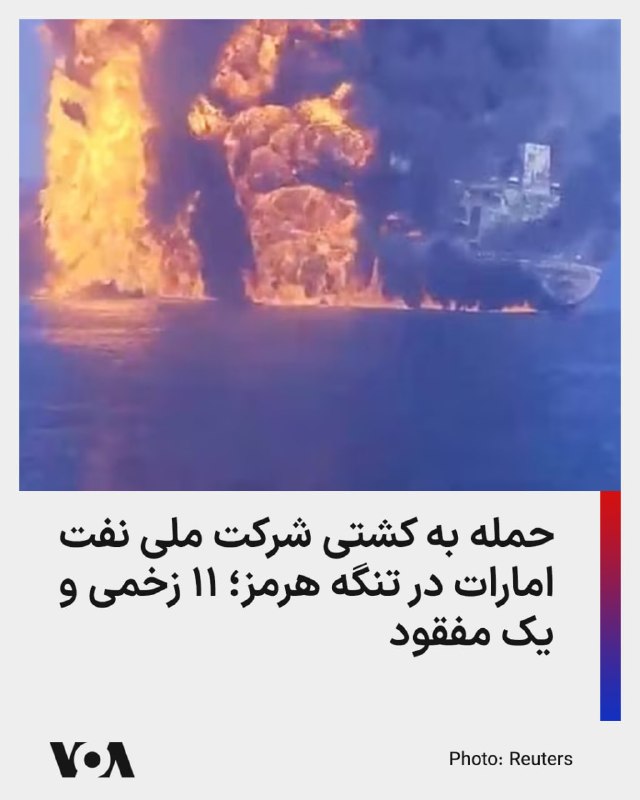 حمله به کشتی شرکت ملی نفت
امارات در تنگه هرمز؛ ۱۱ زخمی و
یک مفقود
VOA
Photo: Reuters